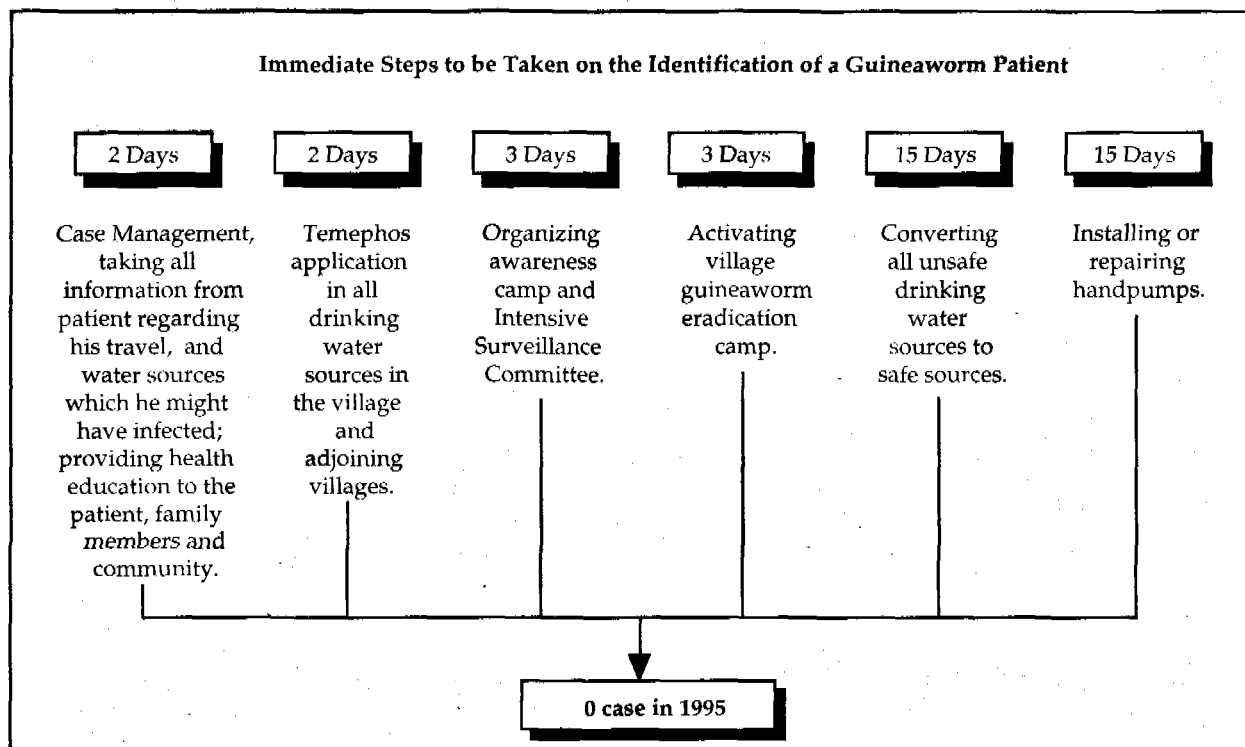 Immediate Steps to be Taken on the Identification of a Guineaworm Patient
2 Days
Case Management,
taking all
information from
patient regarding
his travel, and
water sources
which he might
have infected;
providing health
education to the
patient, family
members and
community.
2 Days
Temephos
application
in all
drinking
water
sources in
the village
and
adjoining
villages.
3 Days
Organizing
awareness
camp and
Intensive
Surveillance
Committee.
3 Days
Activating
village
guineaworm
eradication
camp.
15 Days
Converting
all unsafe
drinking
water
sources to
safe sources.
15 Days
Installing or
repairing
handpumps.
0 case in 1995